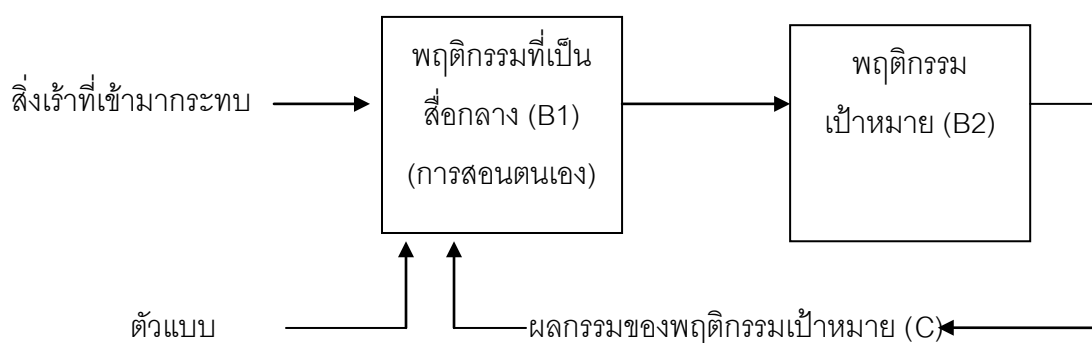 สิ่งเร้าที่เข้ามากระทบ
พฤติกรรมที่เป็น
สื่อกลาง (B1)
(การสอนตนเอง)
พฤติกรรม
เป้าหมาย (B2)
ตัวแบบ
ผลกรรมของพฤติกรรมเป้าหมาย (C)